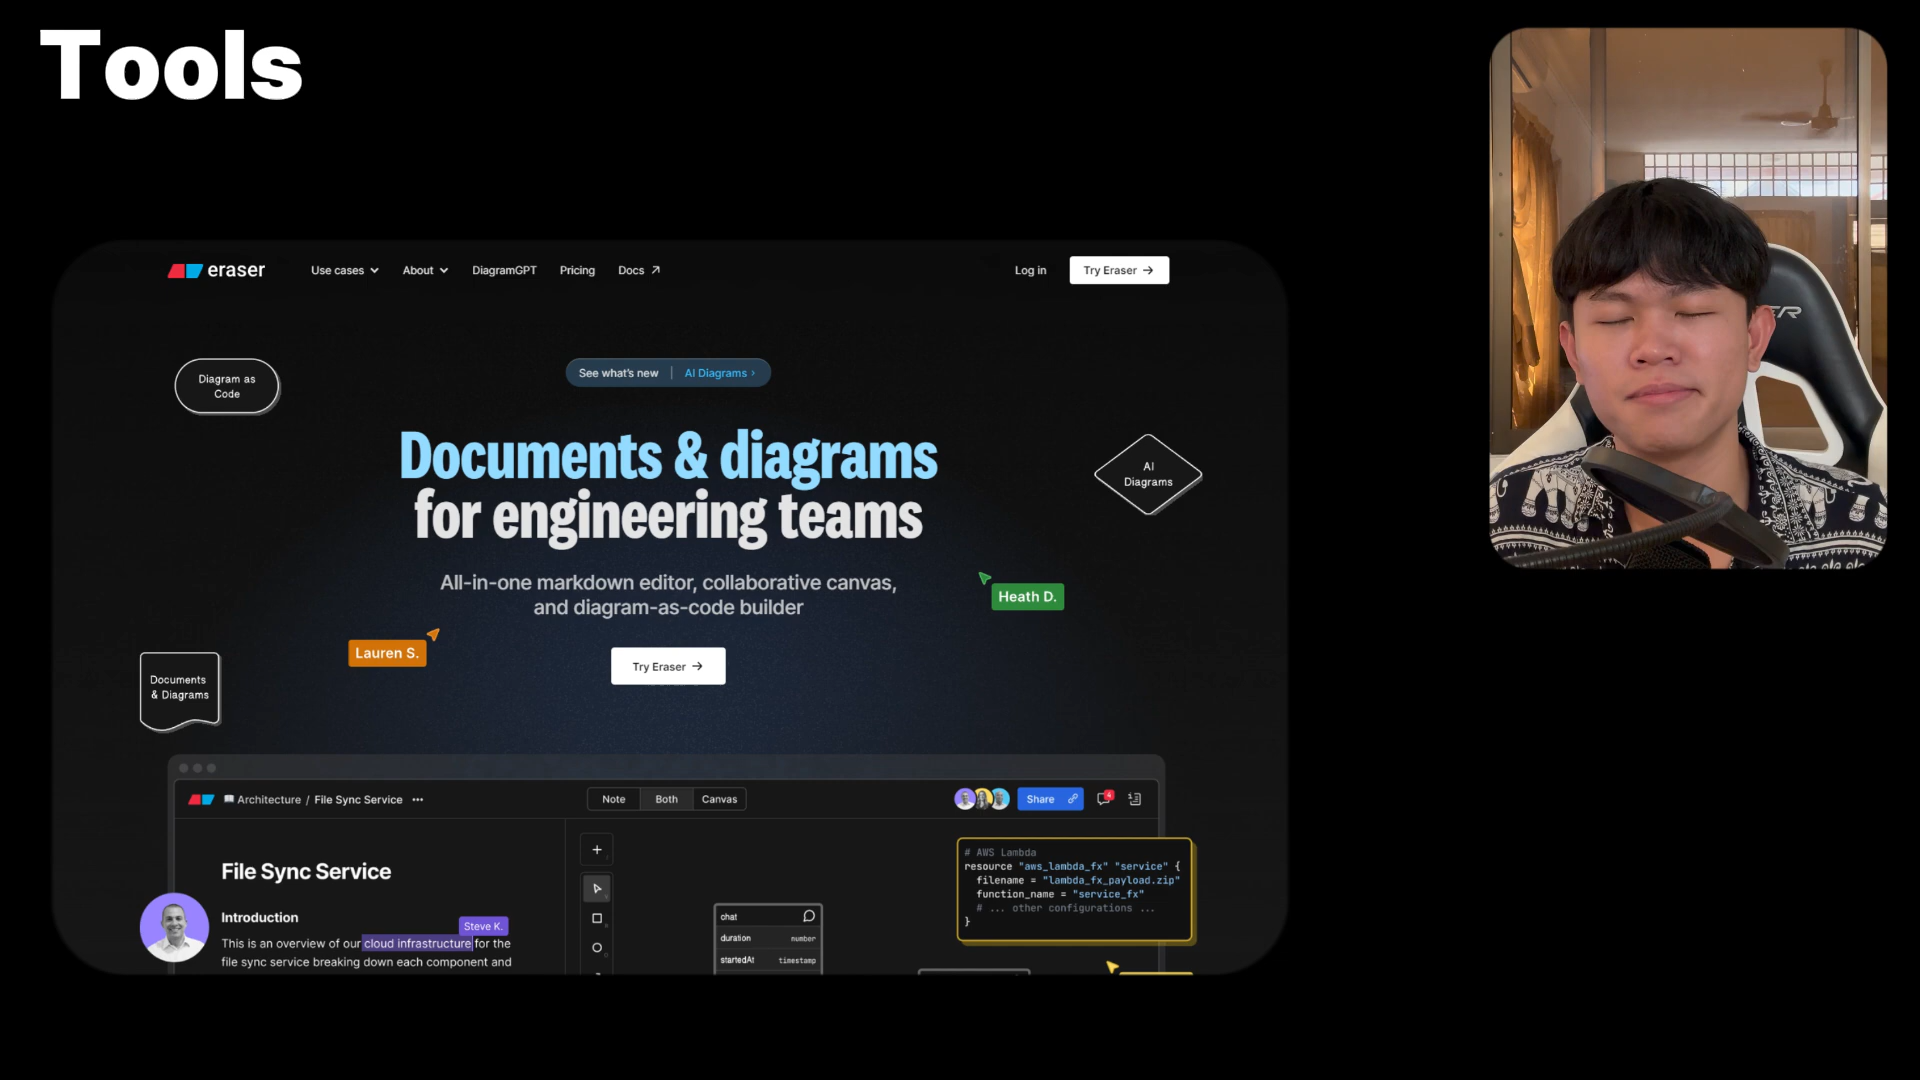 Tools
eraser
Use cases
About
DiagramGPT
Pricing
Docs
Log in
Try Eraser →
Diagram as
Code
See what's new | AI Diagrams ›
Documents & diagrams
for engineering teams
AI
Diagrams
All-in-one markdown editor, collaborative canvas,
and diagram-as-code builder
Heath D.
Lauren S.
Try Eraser →
Documents
& Diagrams
Architecture / File Sync Service ···
Note
Both
Canvas
Share
4
File Sync Service
# AWS Lambda
resource "aws_lambda_fx" "service" {
filename = "lambda_fx_payload.zip"
function_name = "service_fx"
# ... other configurations ...
}
Introduction
Steve K.
This is an overview of our cloud infrastructure for the
file sync service breaking down each component and
chat
duration number
startedAt timestamp